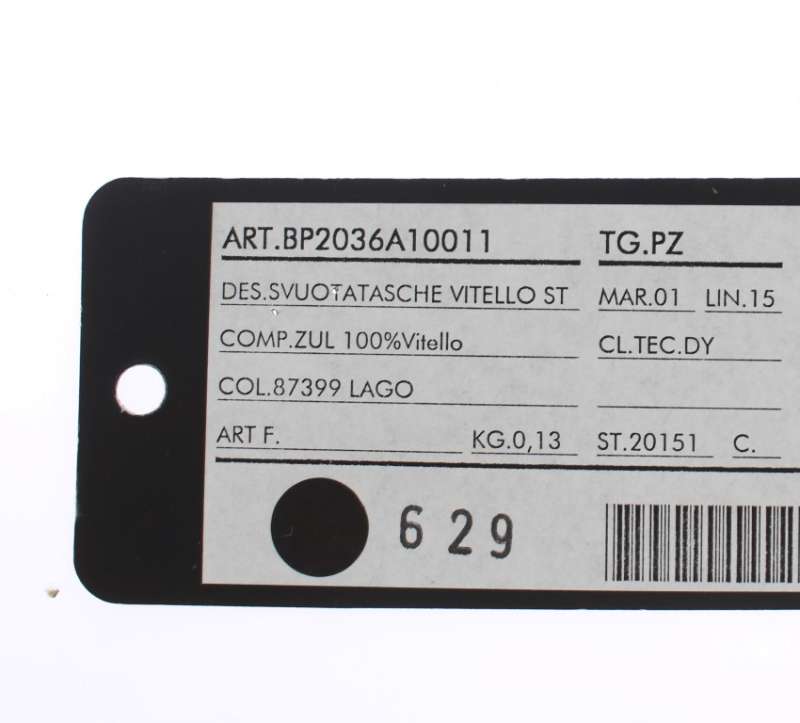 ART.BP2036A10011 TG.PZ
DES.SVUOTATASCHE VITELLO ST MAR.01 LIN.15
COMP.ZUL 100%Vitello CL.TEC.DY
COL.87399 LAGO
ART F. KG.0,13 ST.20151 C.
629